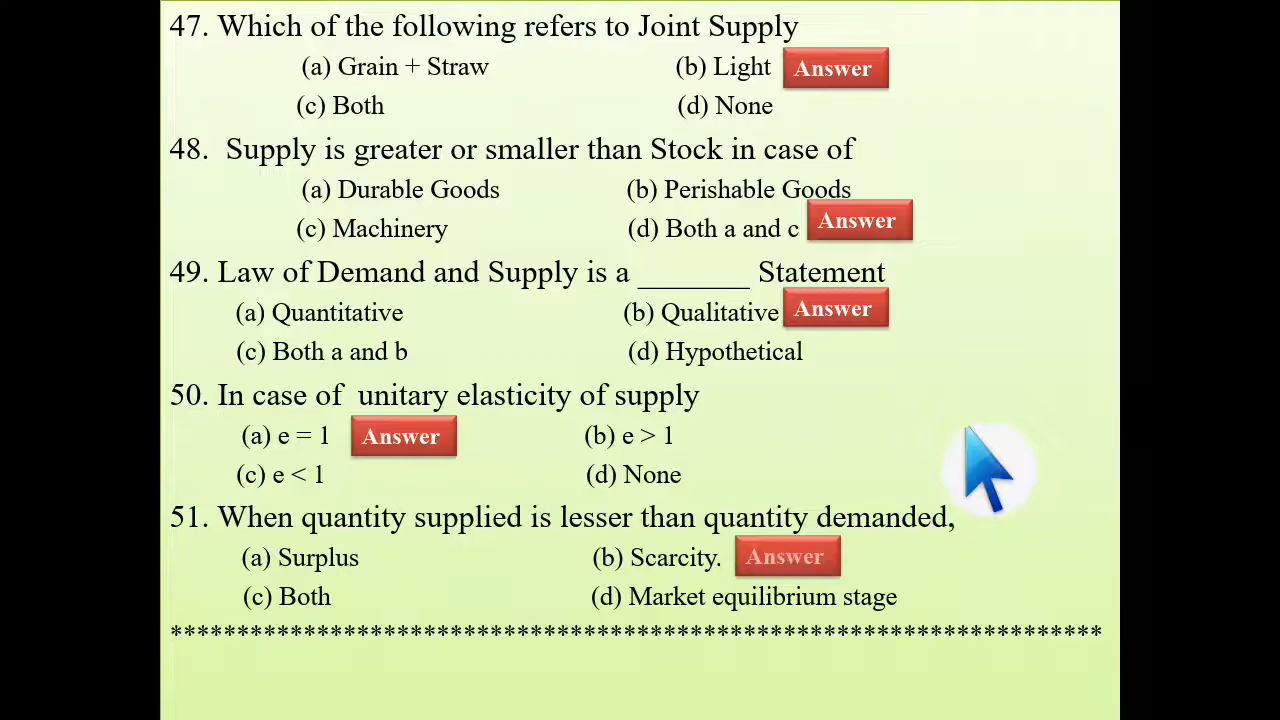 47. Which of the following refers to Joint Supply
(a) Grain + Straw (b) Light Answer
(c) Both (d) None
48. Supply is greater or smaller than Stock in case of
(a) Durable Goods (b) Perishable Goods
(c) Machinery (d) Both a and c Answer
49. Law of Demand and Supply is a _______ Statement
(a) Quantitative (b) Qualitative Answer
(c) Both a and b (d) Hypothetical
50. In case of unitary elasticity of supply
(a) e = 1 Answer (b) e > 1
(c) e < 1 (d) None
51. When quantity supplied is lesser than quantity demanded,
(a) Surplus (b) Scarcity. Answer
(c) Both (d) Market equilibrium stage
**********************************************************************